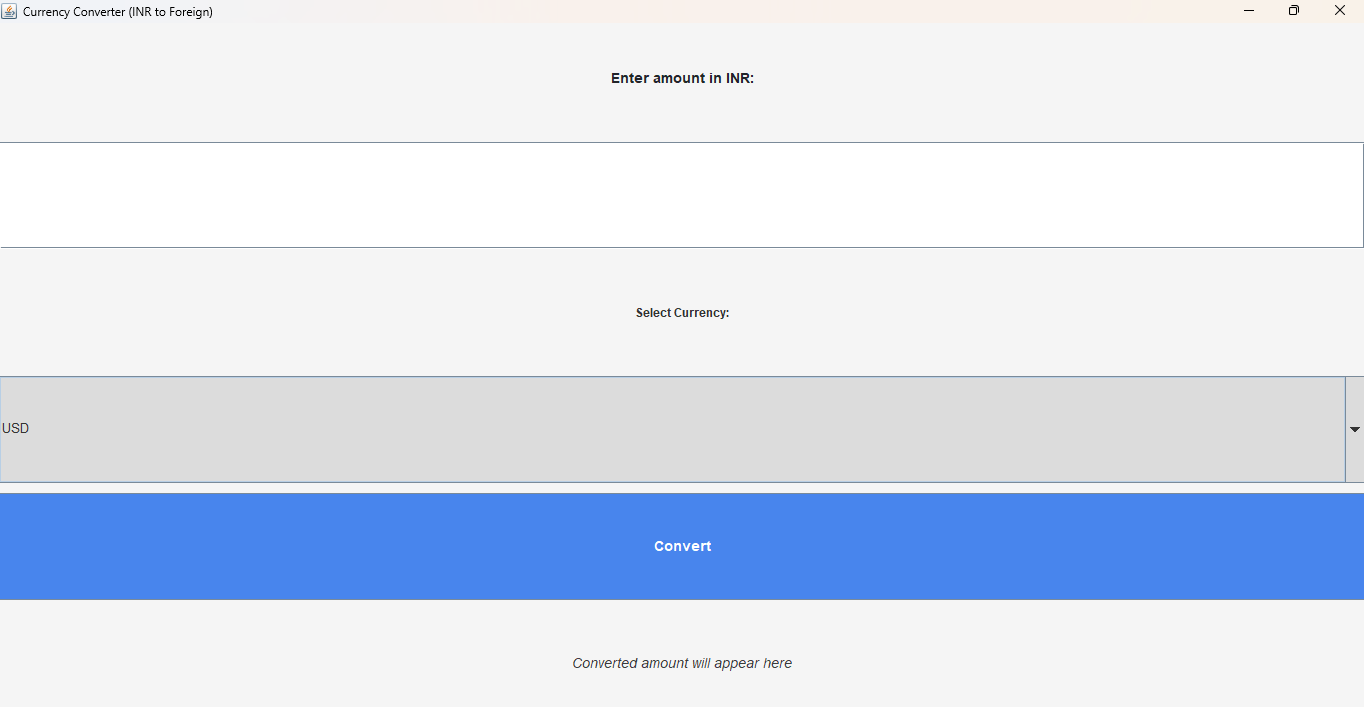 Currency Converter (INR to Foreign)
Enter amount in INR:
Select Currency:
USD
Convert
Converted amount will appear here